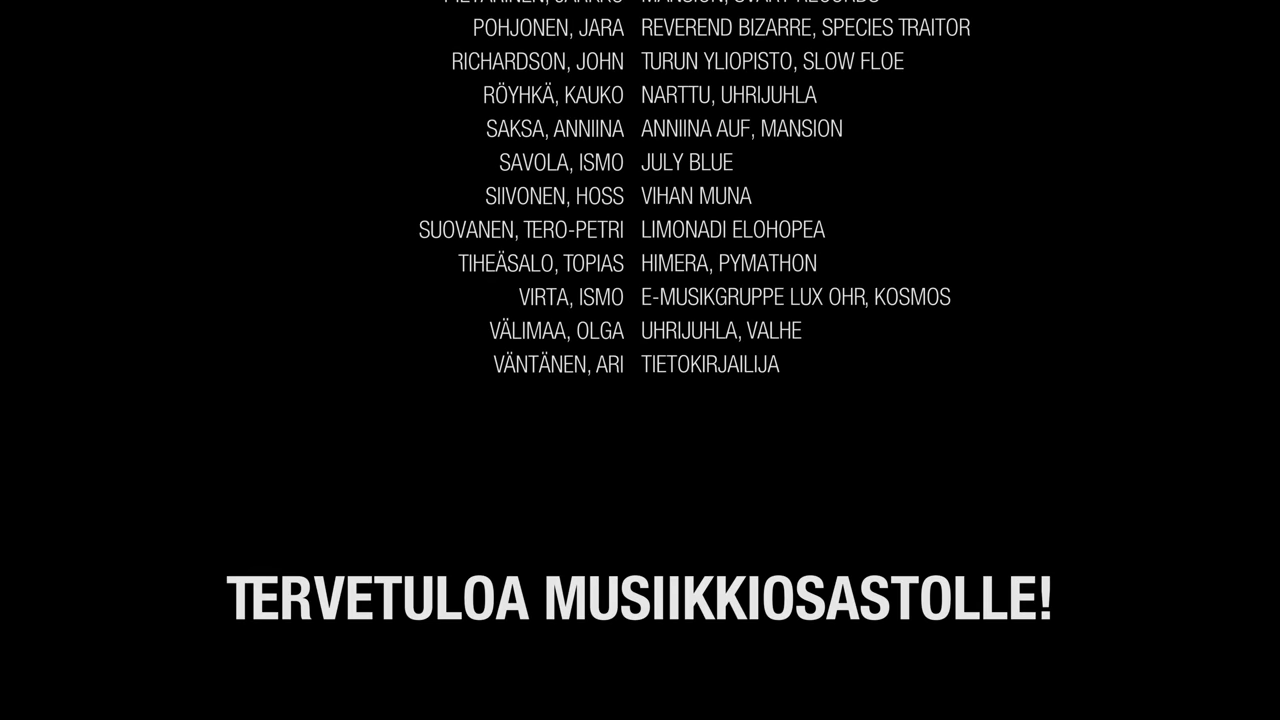 POHJONEN, JARA REVEREND BIZARRE, SPECIES TRAITOR
RICHARDSON, JOHN TURUN YLIOPISTO, SLOW FLOE
RÖYHKÄ, KAUKO NARTTU, UHRIJUHLA
SAKSA, ANNIINA ANNIINA AUF, MANSION
SAVOLA, ISMO JULY BLUE
SIIVONEN, HOSS VIHAN MUNA
SUOVANEN, TERO-PETRI LIMONADI ELOHOPEA
TIHEÄSALO, TOPIAS HIMERA, PYMATHON
VIRTA, ISMO E-MUSIKGRUPPE LUX OHR, KOSMOS
VÄLIMAA, OLGA UHRIJUHLA, VALHE
VÄNTÄNEN, ARI TIETOKIRJAILIJA
TERVETULOA MUSIIKKIOSASTOLLE!